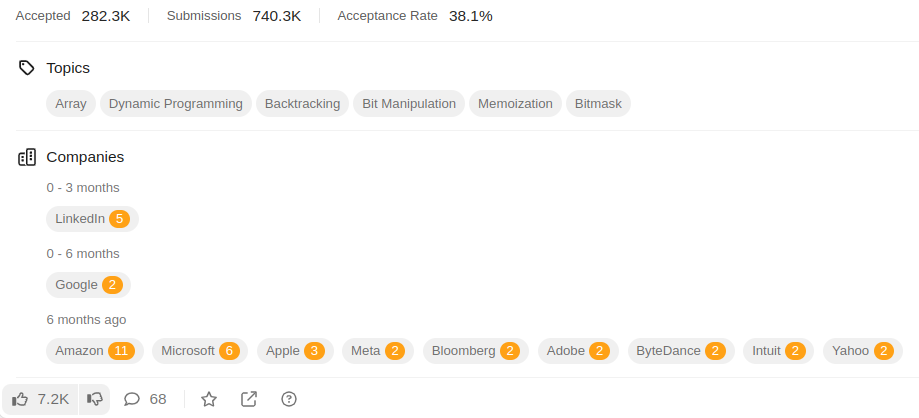 Accepted 282.3K Submissions 740.3K Acceptance Rate 38.1%
Topics
Array Dynamic Programming Backtracking Bit Manipulation Memoization Bitmask
Companies
0 - 3 months
LinkedIn 5
0 - 6 months
Google 2
6 months ago
Amazon 11 Microsoft 6 Apple 3 Meta 2 Bloomberg 2 Adobe 2 ByteDance 2 Intuit 2 Yahoo 2
7.2K 68